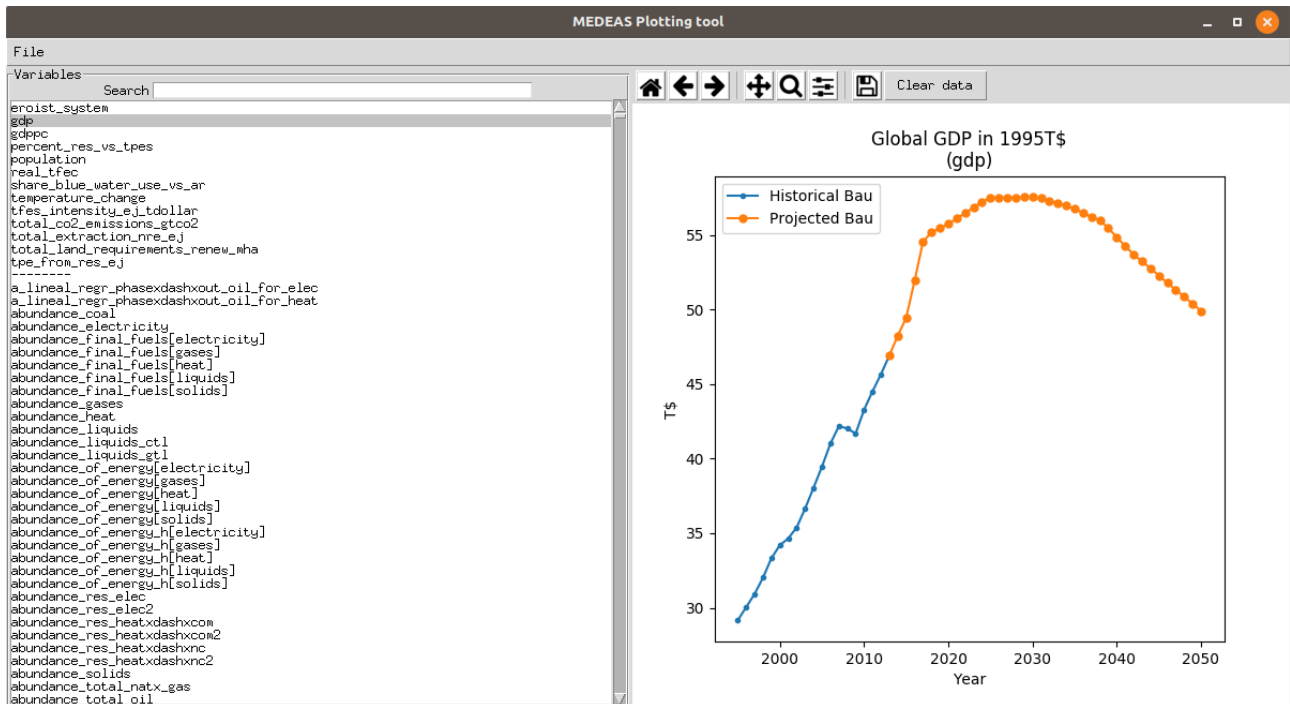 MEDEAS Plotting tool
File
Variables
Search
eroist_system
gdp
gdppc
percent_res_vs_tpes
population
real_tfec
share_blue_water_use_vs_ar
temperature_change
tfes_intensity_ej_tdollar
total_co2_emissions_gtco2
total_extraction_nre_ej
total_land_requirements_renew_mha
tpe_from_res_ej
--------
a_lineal_regr_phasexdashxout_oil_for_elec
a_lineal_regr_phasexdashxout_oil_for_heat
abundance_coal
abundance_electricity
abundance_final_fuels[electricity]
abundance_final_fuels[gases]
abundance_final_fuels[heat]
abundance_final_fuels[liquids]
abundance_final_fuels[solids]
abundance_gases
abundance_heat
abundance_liquids
abundance_liquids_ctl
abundance_liquids_gtl
abundance_of_energy[electricity]
abundance_of_energy[gases]
abundance_of_energy[heat]
abundance_of_energy[liquids]
abundance_of_energy[solids]
abundance_of_energy_h[electricity]
abundance_of_energy_h[gases]
abundance_of_energy_h[heat]
abundance_of_energy_h[liquids]
abundance_of_energy_h[solids]
abundance_res_elec
abundance_res_elec2
abundance_res_heatxdashxcom
abundance_res_heatxdashxcom2
abundance_res_heatxdashxnc
abundance_res_heatxdashxnc2
abundance_solids
abundance_total_natx_gas
abundance_total_oil
Clear data
Global GDP in 1995T$
(gdp)
Historical Bau
Projected Bau
55
50
45
40
35
30
T$
2000 2010 2020 2030 2040 2050
Year